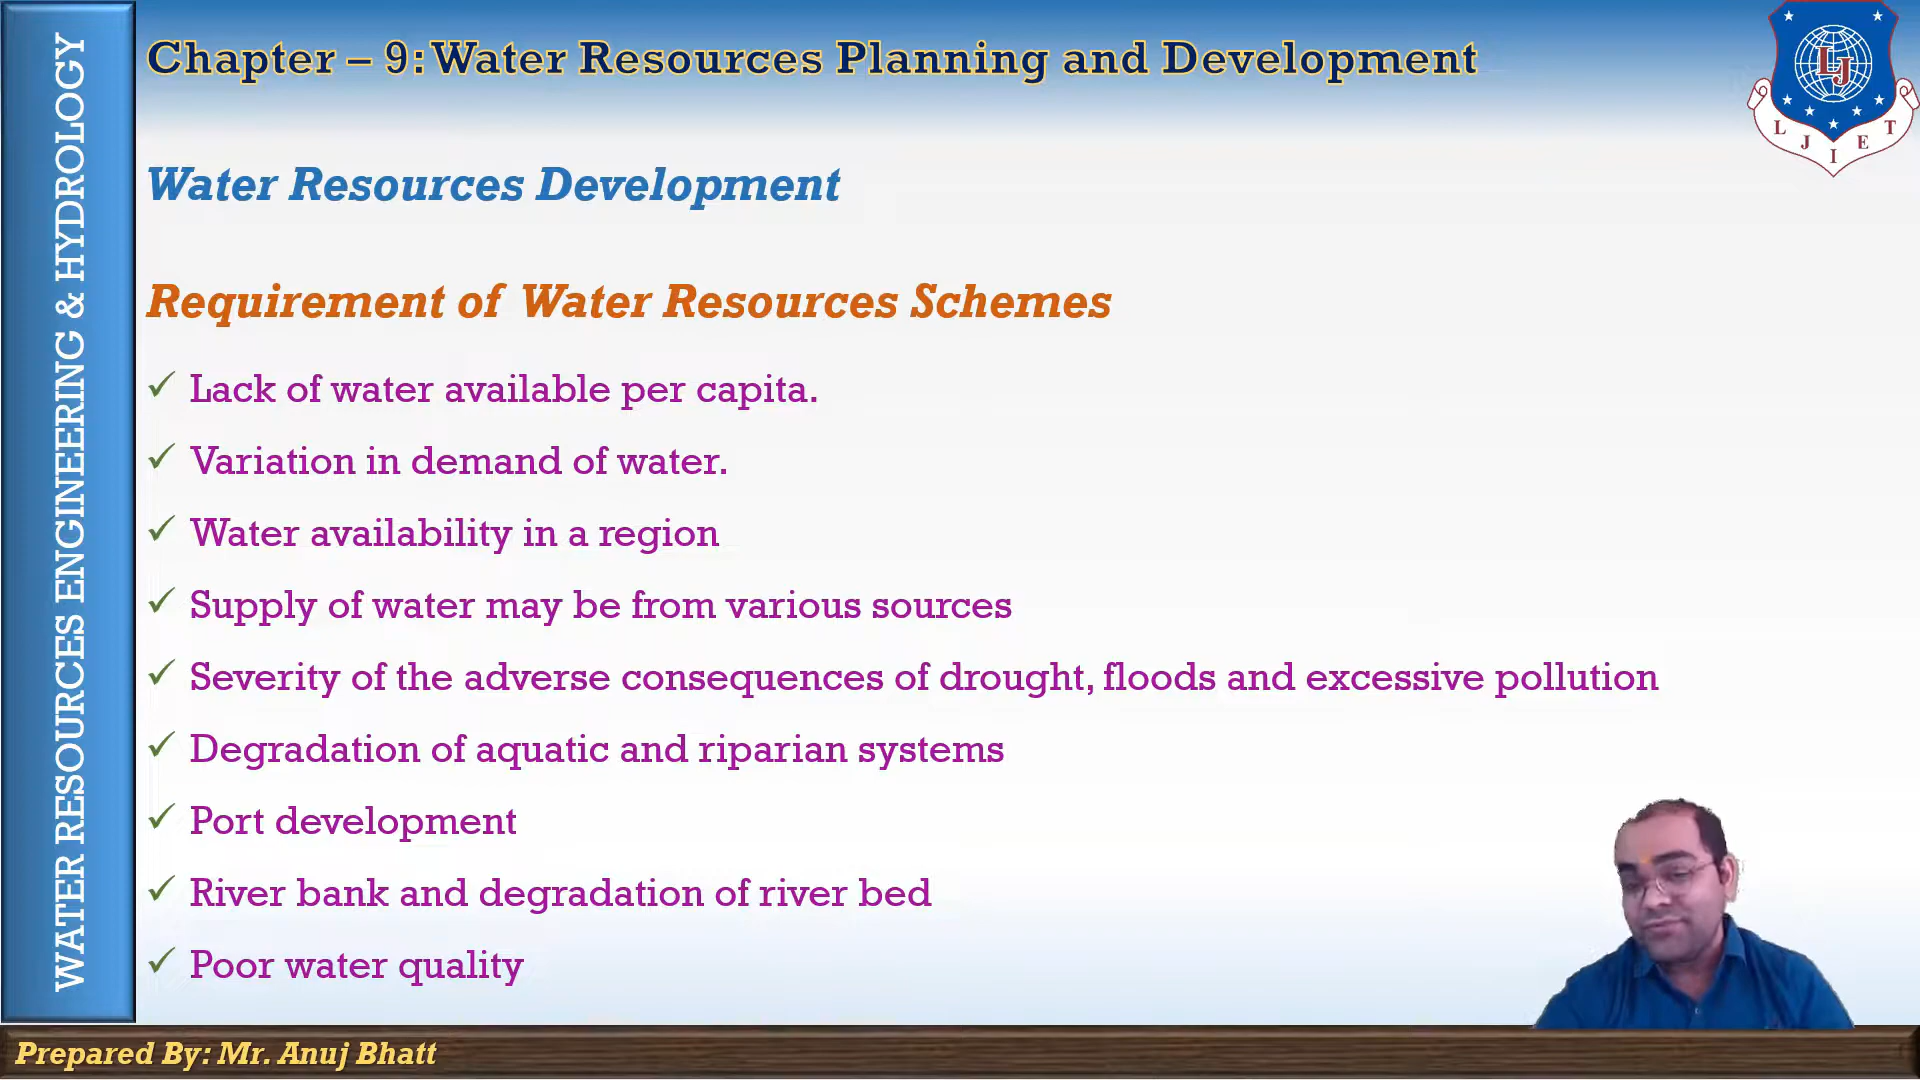 WATER RESOURCES ENGINEERING & HYDROLOGY
Chapter – 9: Water Resources Planning and Development
LJ
L J I E T
Water Resources Development
Requirement of Water Resources Schemes
✓ Lack of water available per capita.
✓ Variation in demand of water.
✓ Water availability in a region
✓ Supply of water may be from various sources
✓ Severity of the adverse consequences of drought, floods and excessive pollution
✓ Degradation of aquatic and riparian systems
✓ Port development
✓ River bank and degradation of river bed
✓ Poor water quality
Prepared By: Mr. Anuj Bhatt